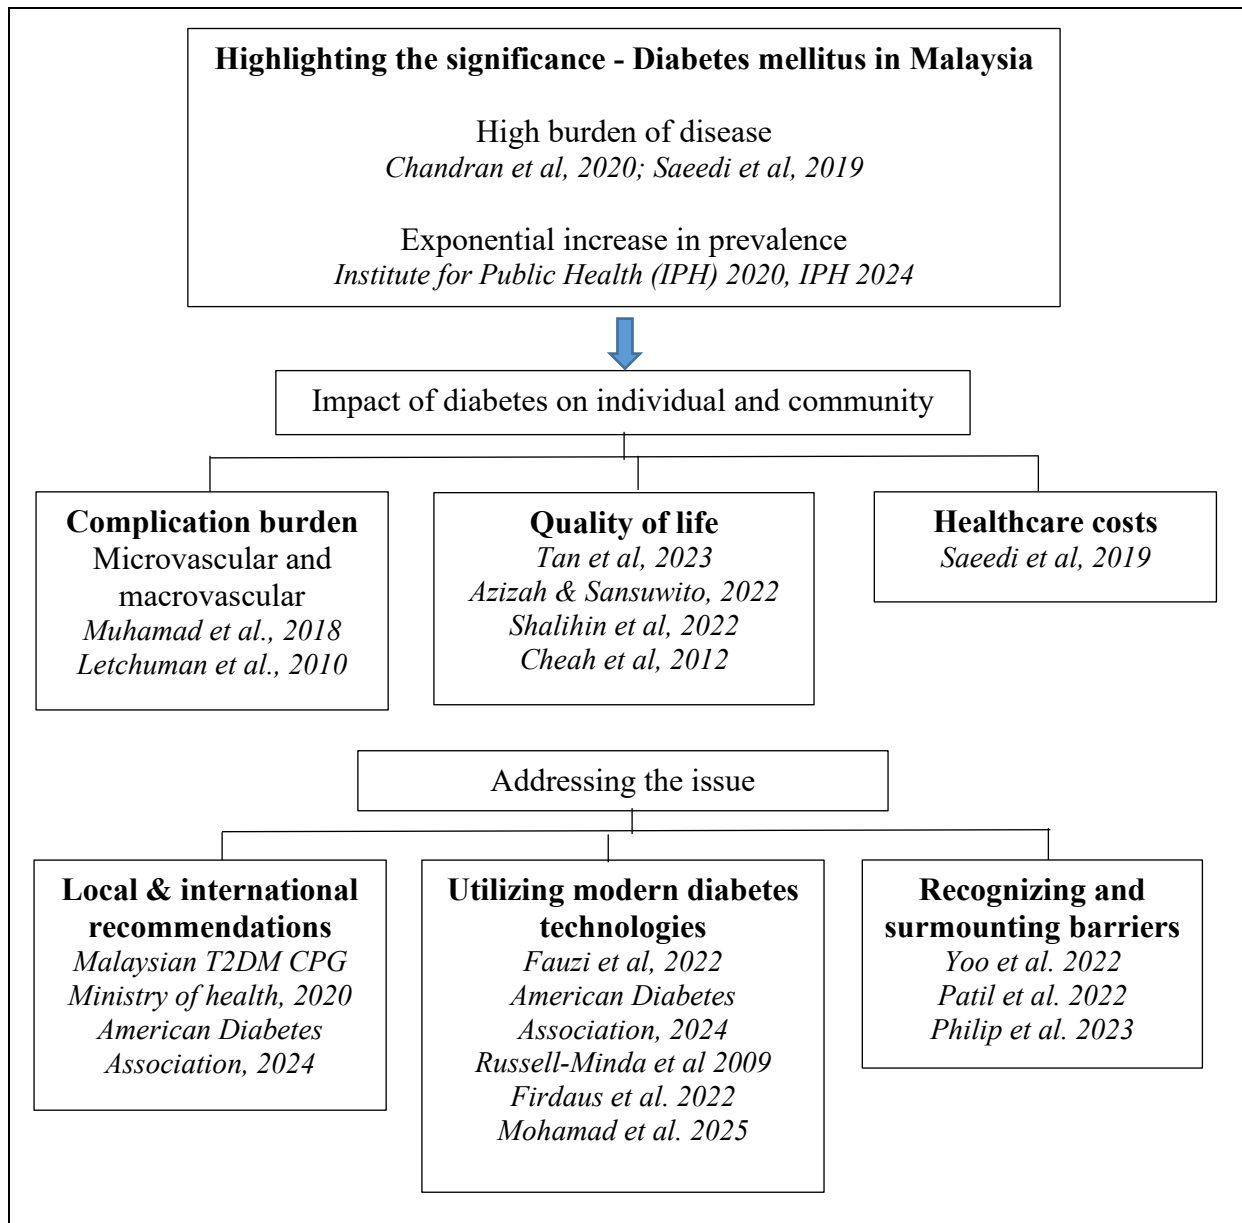 Highlighting the significance - Diabetes mellitus in Malaysia
High burden of disease
Chandran et al, 2020; Saeedi et al, 2019
Exponential increase in prevalence
Institute for Public Health (IPH) 2020, IPH 2024
Impact of diabetes on individual and community
Complication burden
Microvascular and
macrovascular
Muhamad et al., 2018
Letchuman et al., 2010
Quality of life
Tan et al, 2023
Azizah & Sansuwito, 2022
Shalihin et al, 2022
Cheah et al, 2012
Healthcare costs
Saeedi et al, 2019
Addressing the issue
Local & international
recommendations
Malaysian T2DM CPG
Ministry of health, 2020
American Diabetes
Association, 2024
Utilizing modern diabetes
technologies
Fauzi et al, 2022
American Diabetes
Association, 2024
Russell-Minda et al 2009
Firdaus et al. 2022
Mohamad et al. 2025
Recognizing and
surmounting barriers
Yoo et al. 2022
Patil et al. 2022
Philip et al. 2023